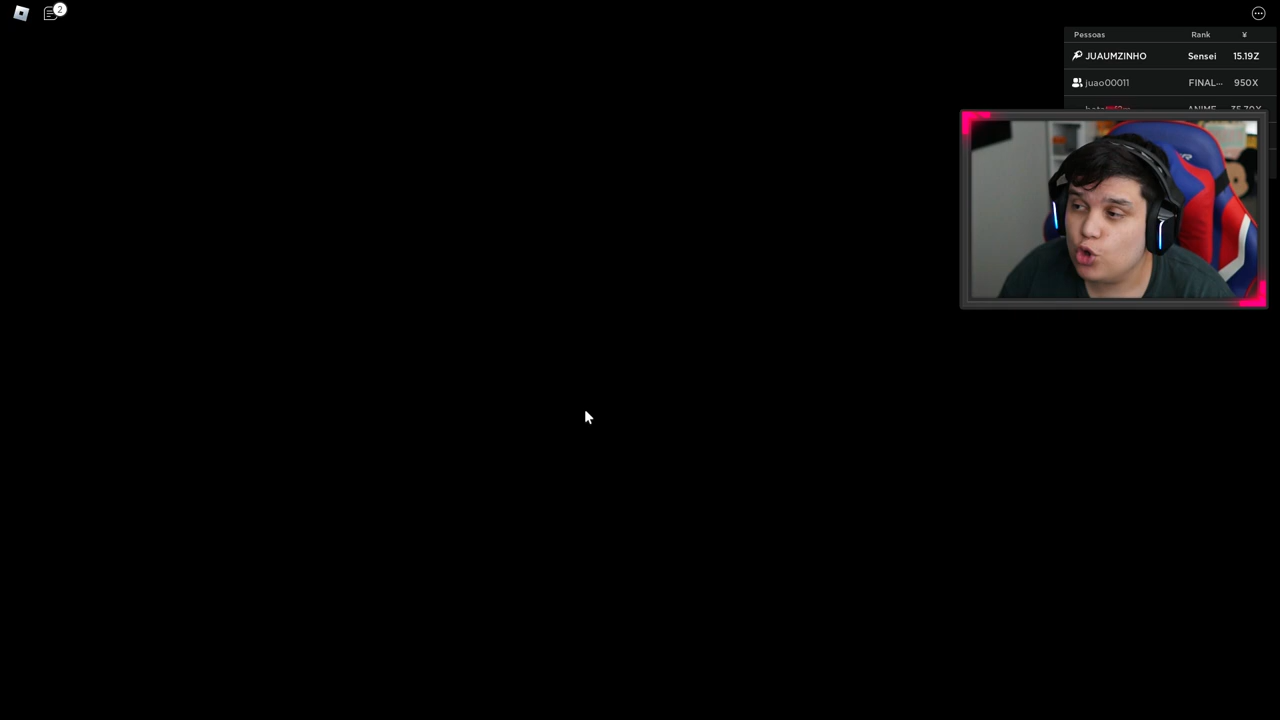 2
Pessoas Rank ¥
JUAUMZINHO Sensei 15.19Z
juao00011 FINAL... 950X